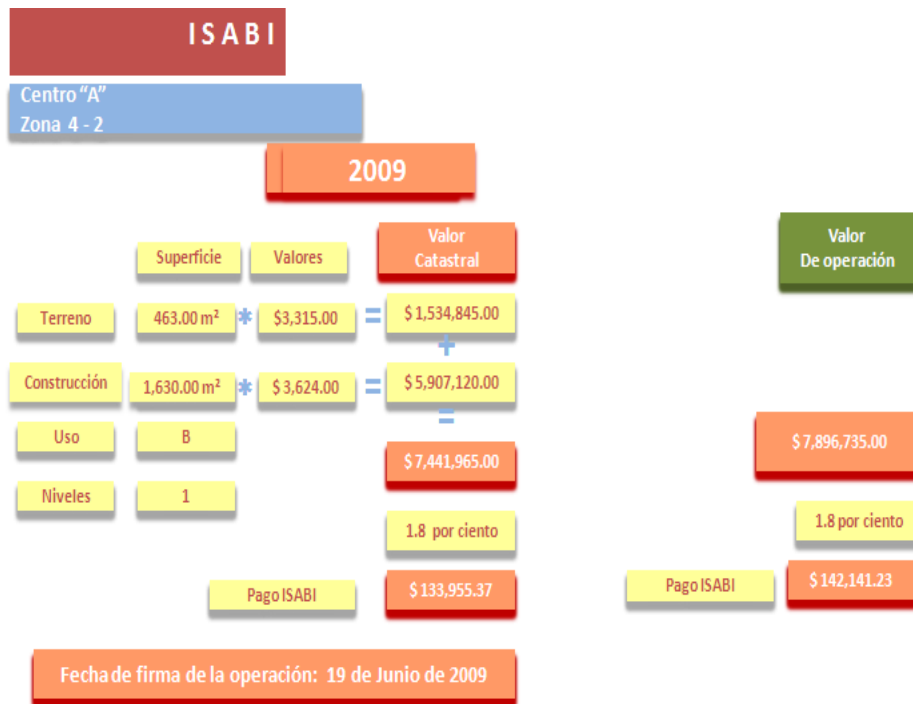 ISABI
Centro “A”
Zona 4 - 2
2009
Valor
Catastral
Valor
De operación
Superficie
Valores
Terreno
463.00 m²
*
$3,315.00
=
$ 1,534,845.00
+
Construcción
1,630.00 m²
*
$ 3,624.00
=
$ 5,907,120.00
=
Uso
B
$ 7,441,965.00
$ 7,896,735.00
Niveles
1
1.8 por ciento
1.8 por ciento
Pago ISABI
$ 133,955.37
Pago ISABI
$ 142,141.23
Fecha de firma de la operación: 19 de Junio de 2009